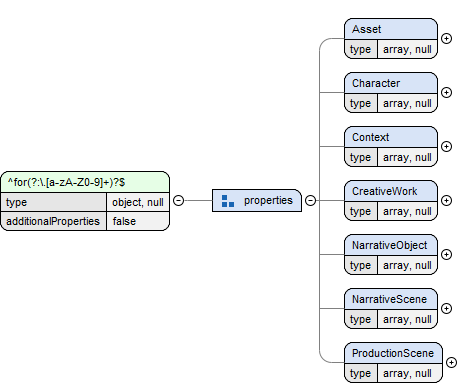 Asset
type array, null
Character
type array, null
Context
type array, null
^for(?:\.[a-zA-Z0-9]+)?$
type object, null
additionalProperties false
properties
CreativeWork
type array, null
NarrativeObject
type array, null
NarrativeScene
type array, null
ProductionScene
type array, null